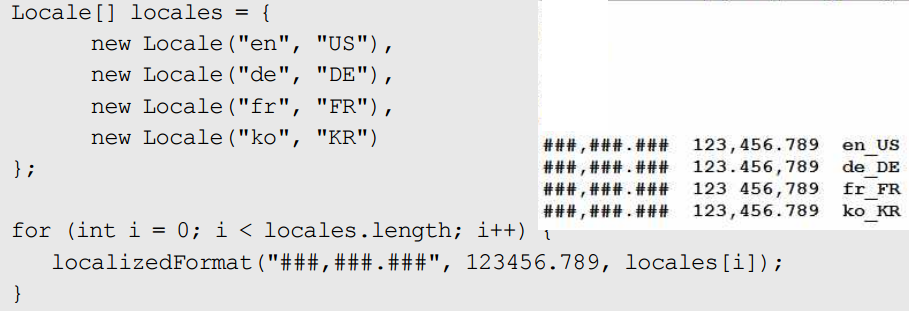 Locale[] locales = {
new Locale("en", "US"),
new Locale("de", "DE"),
new Locale("fr", "FR"),
new Locale("ko", "KR")
};
for (int i = 0; i < locales.length; i++) {
localizedFormat("###,###.###", 123456.789, locales[i]);
}
###,###.### 123,456.789 en_US
###,###.### 123.456,789 de_DE
###,###.### 123 456,789 fr_FR
###,###.### 123,456.789 ko_KR